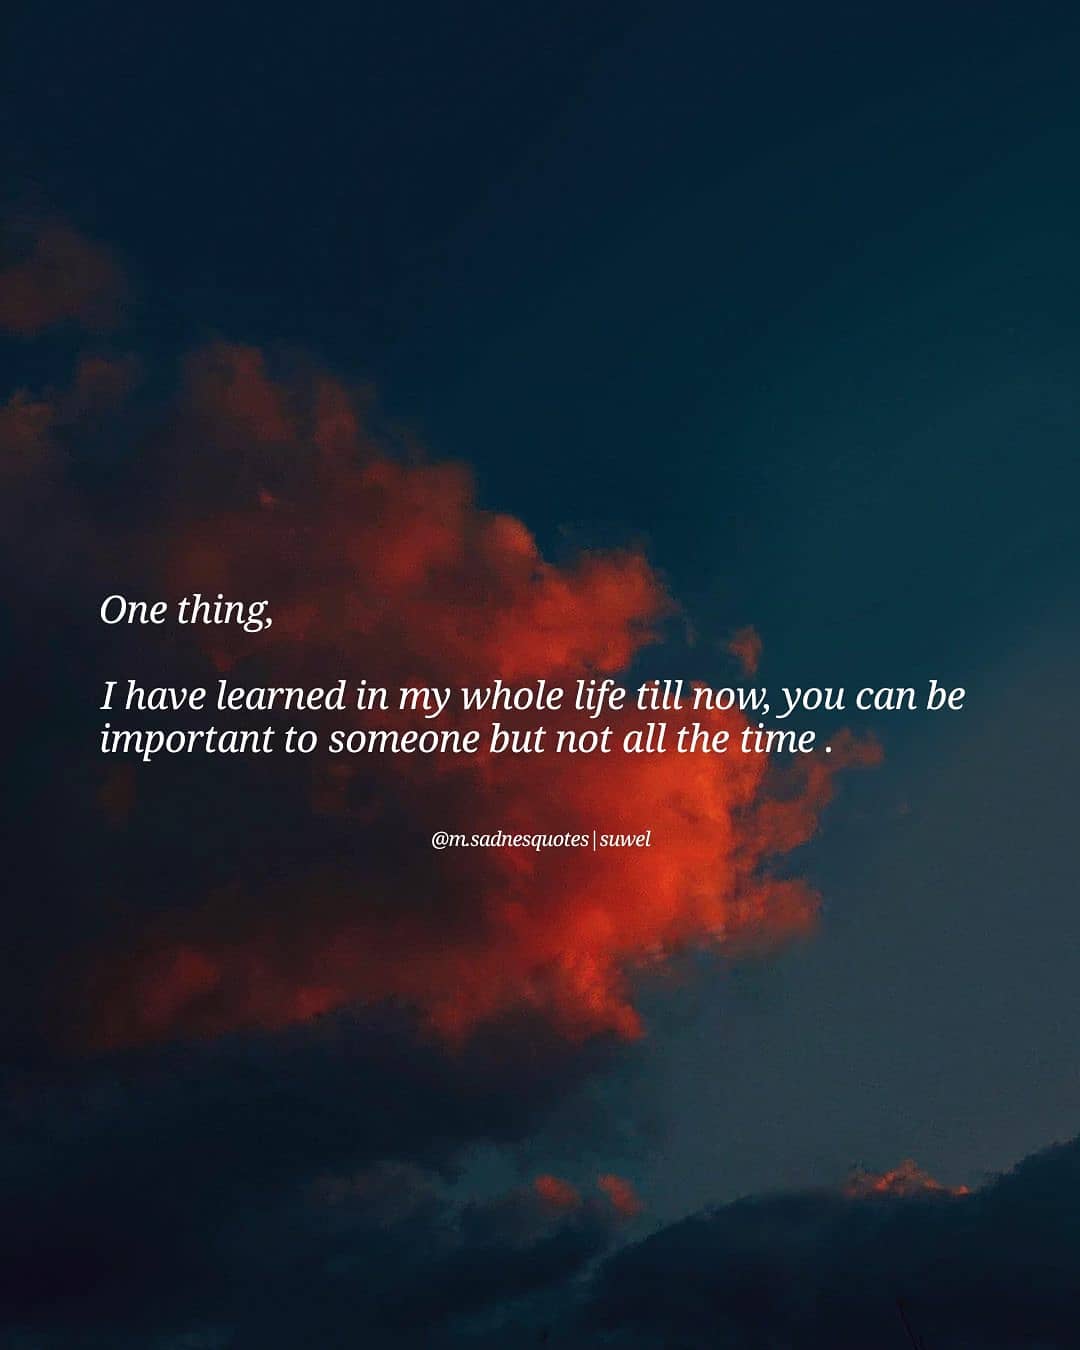 One thing,
I have learned in my whole life till now, you can be
important to someone but not all the time .
@m.sadnesquotes|suwel